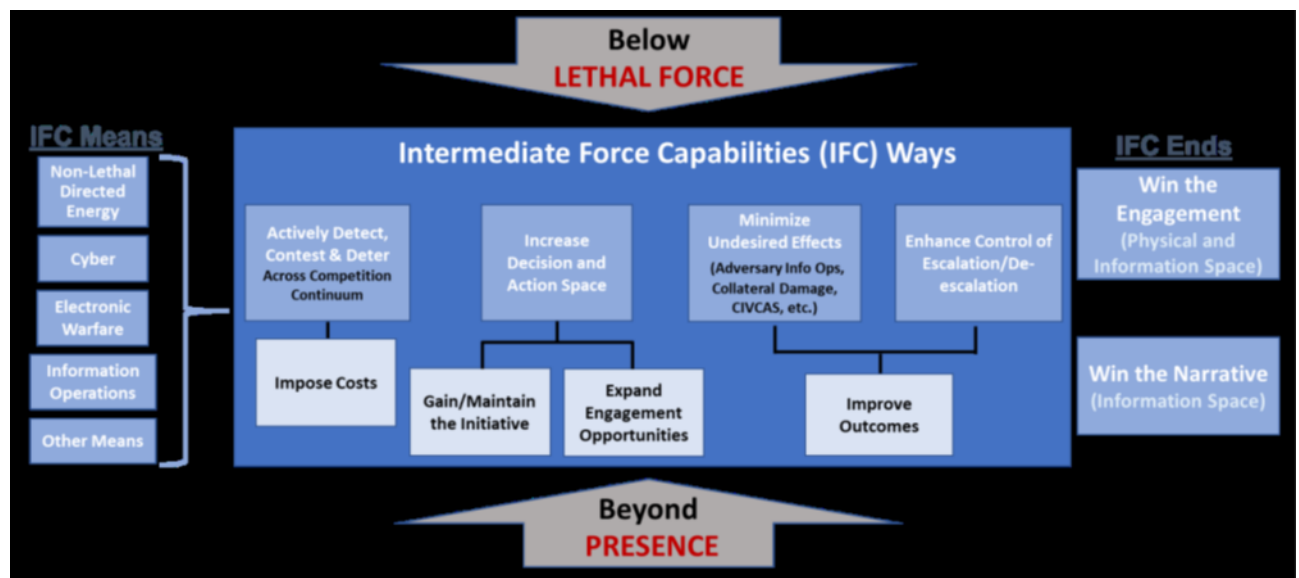 Below
LETHAL FORCE
IFC Means
Non-Lethal
Directed
Energy
Cyber
Electronic
Warfare
Information
Operations
Other Means
Intermediate Force Capabilities (IFC) Ways
Actively Detect,
Contest & Deter
Across Competition
Continuum
Impose Costs
Increase
Decision and
Action Space
Gain/Maintain
the Initiative
Expand
Engagement
Opportunities
Minimize
Undesired Effects
(Adversary Info Ops,
Collateral Damage,
CIVCAS, etc.)
Enhance Control of
Escalation/De-
escalation
Improve
Outcomes
IFC Ends
Win the
Engagement
(Physical and
Information Space)
Win the Narrative
(Information Space)
Beyond
PRESENCE